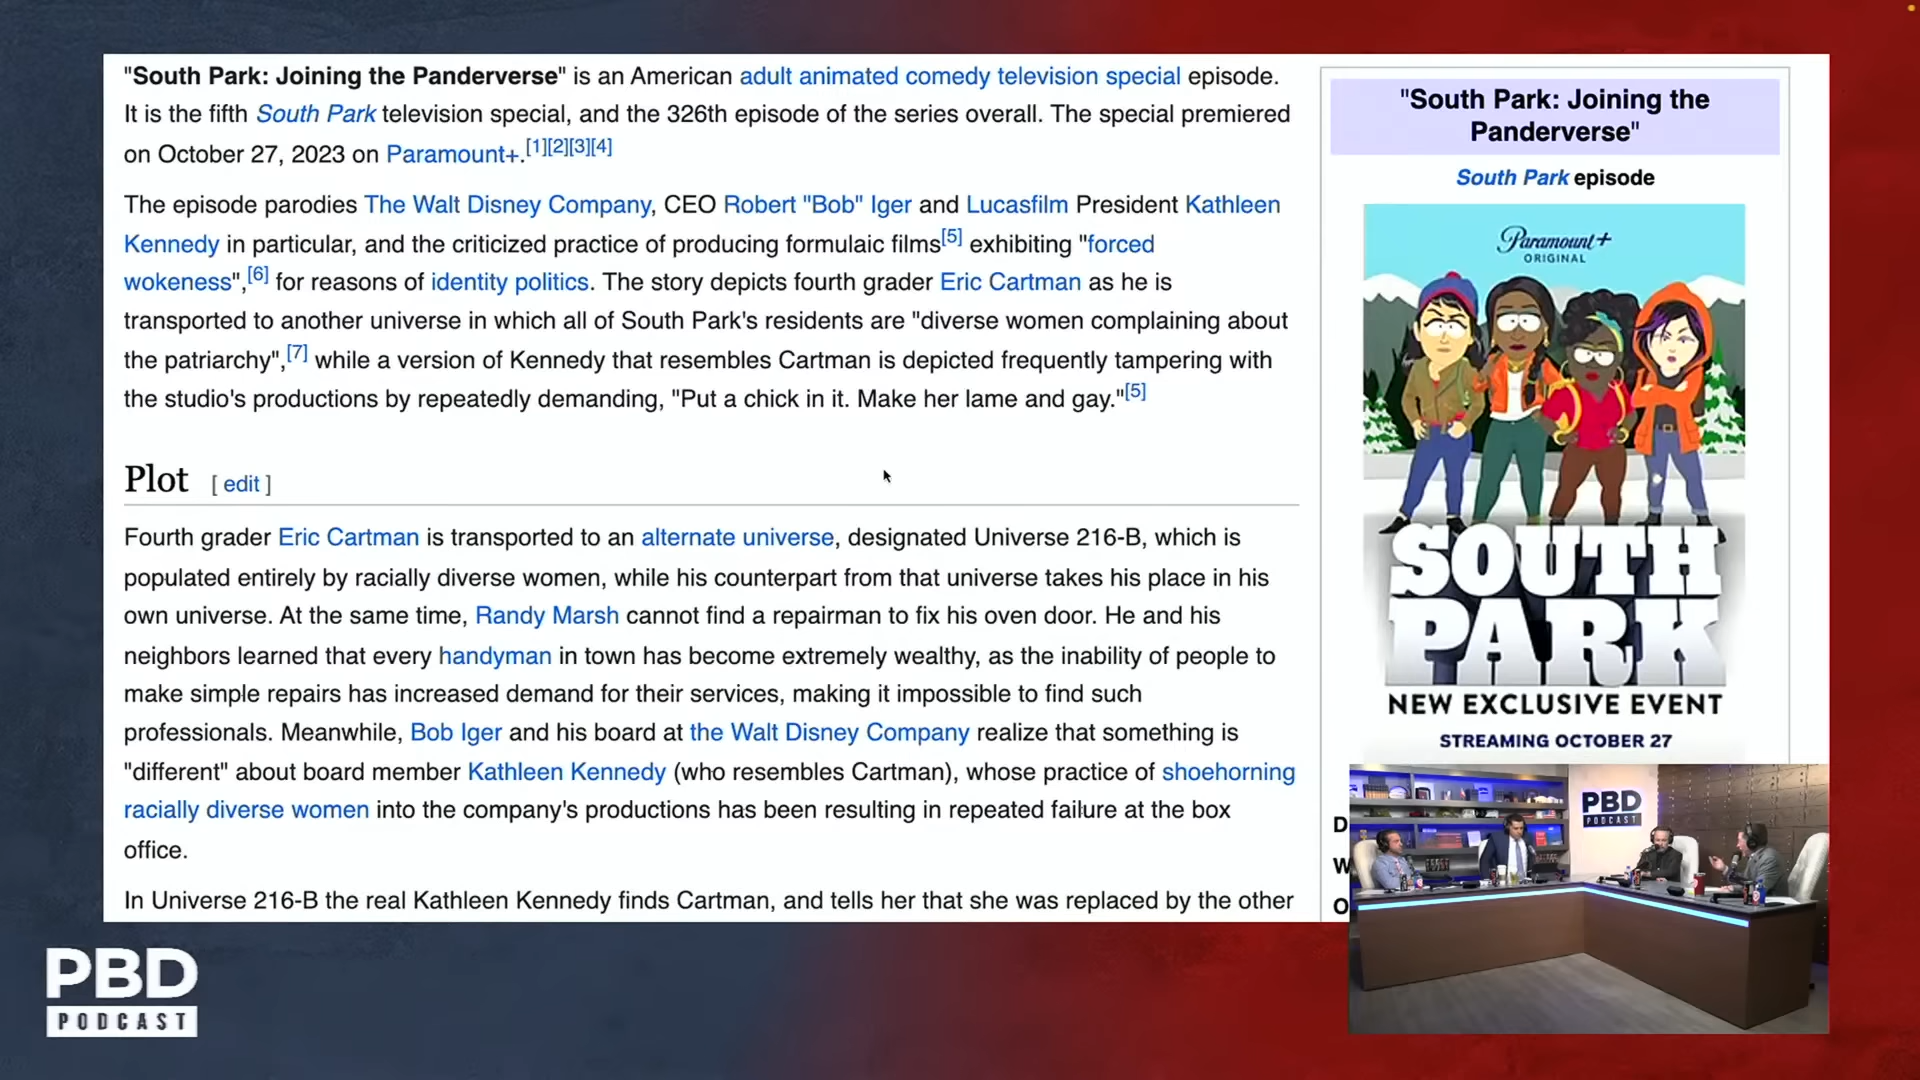 "South Park: Joining the Panderverse" is an American adult animated comedy television special episode.
It is the fifth South Park television special, and the 326th episode of the series overall. The special premiered
on October 27, 2023 on Paramount+.[1][2][3][4]
The episode parodies The Walt Disney Company, CEO Robert "Bob" Iger and Lucasfilm President Kathleen
Kennedy in particular, and the criticized practice of producing formulaic films[5] exhibiting "forced
wokeness",[6] for reasons of identity politics. The story depicts fourth grader Eric Cartman as he is
transported to another universe in which all of South Park's residents are "diverse women complaining about
the patriarchy",[7] while a version of Kennedy that resembles Cartman is depicted frequently tampering with
the studio's productions by repeatedly demanding, "Put a chick in it. Make her lame and gay."[5]
Plot [ edit ]
Fourth grader Eric Cartman is transported to an alternate universe, designated Universe 216-B, which is
populated entirely by racially diverse women, while his counterpart from that universe takes his place in his
own universe. At the same time, Randy Marsh cannot find a repairman to fix his oven door. He and his
neighbors learned that every handyman in town has become extremely wealthy, as the inability of people to
make simple repairs has increased demand for their services, making it impossible to find such
professionals. Meanwhile, Bob Iger and his board at the Walt Disney Company realize that something is
"different" about board member Kathleen Kennedy (who resembles Cartman), whose practice of shoehorning
racially diverse women into the company's productions has been resulting in repeated failure at the box
office.
In Universe 216-B the real Kathleen Kennedy finds Cartman, and tells her that she was replaced by the other
"South Park: Joining the
Panderverse"
South Park episode
Paramount+
ORIGINAL
SOUTH
PARK
NEW EXCLUSIVE EVENT
STREAMING OCTOBER 27
D
W
O
PBD
PODCAST
PBD
PODCAST